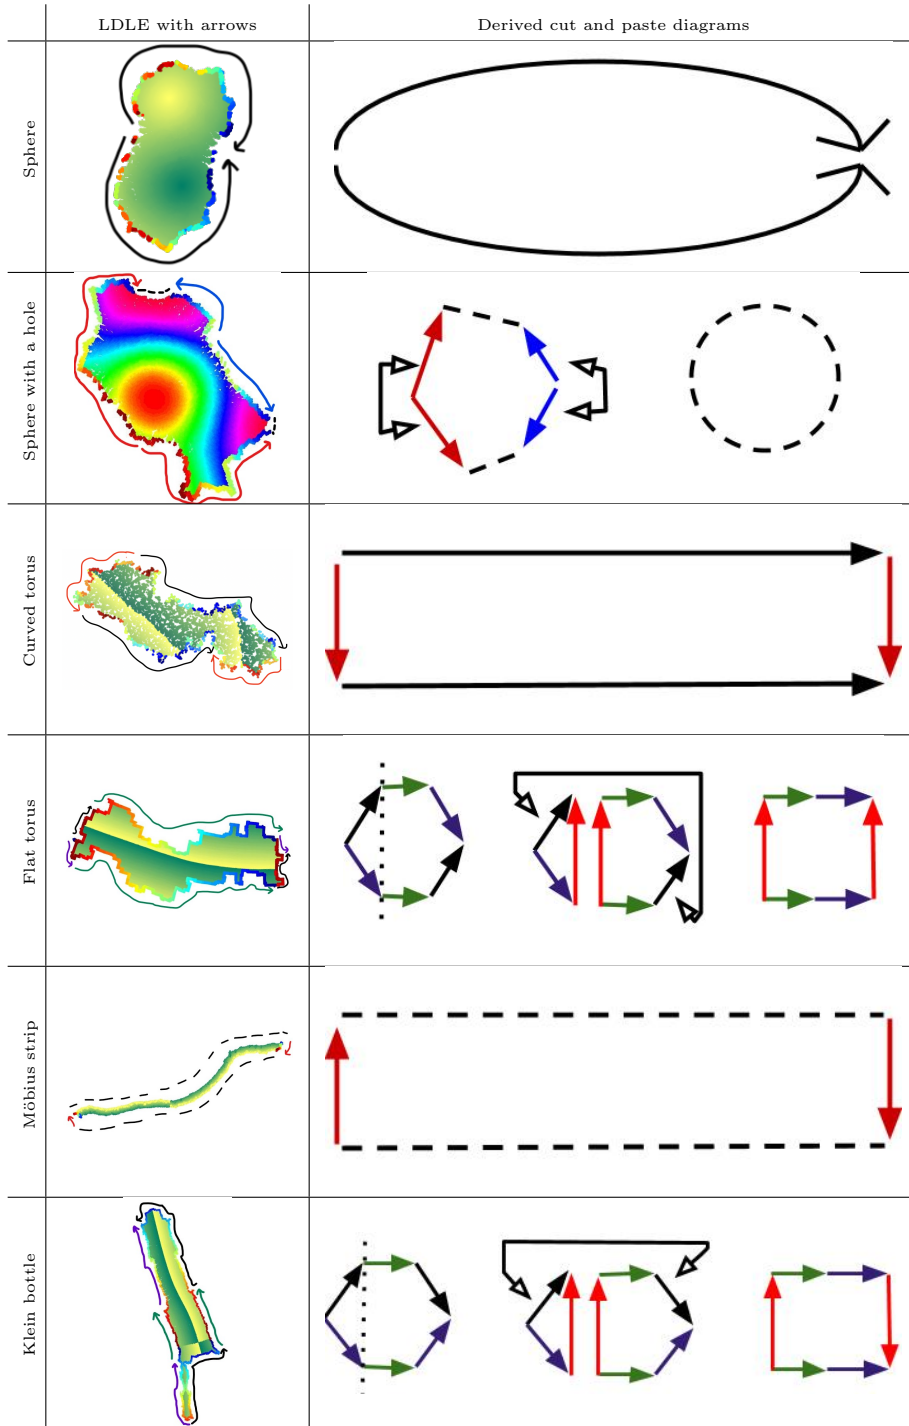 LDLE with arrows
Derived cut and paste diagrams
Sphere
Sphere with a hole
Curved torus
Flat torus
Möbius strip
Klein bottle